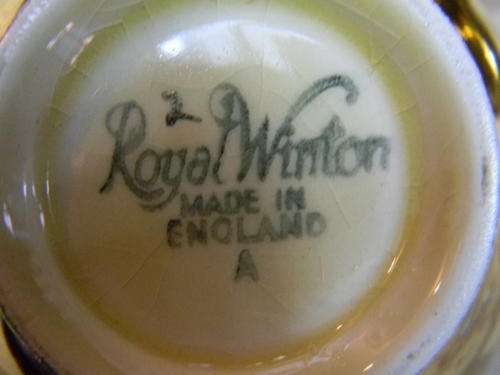 2
Royal Winton
MADE IN
ENGLAND
A